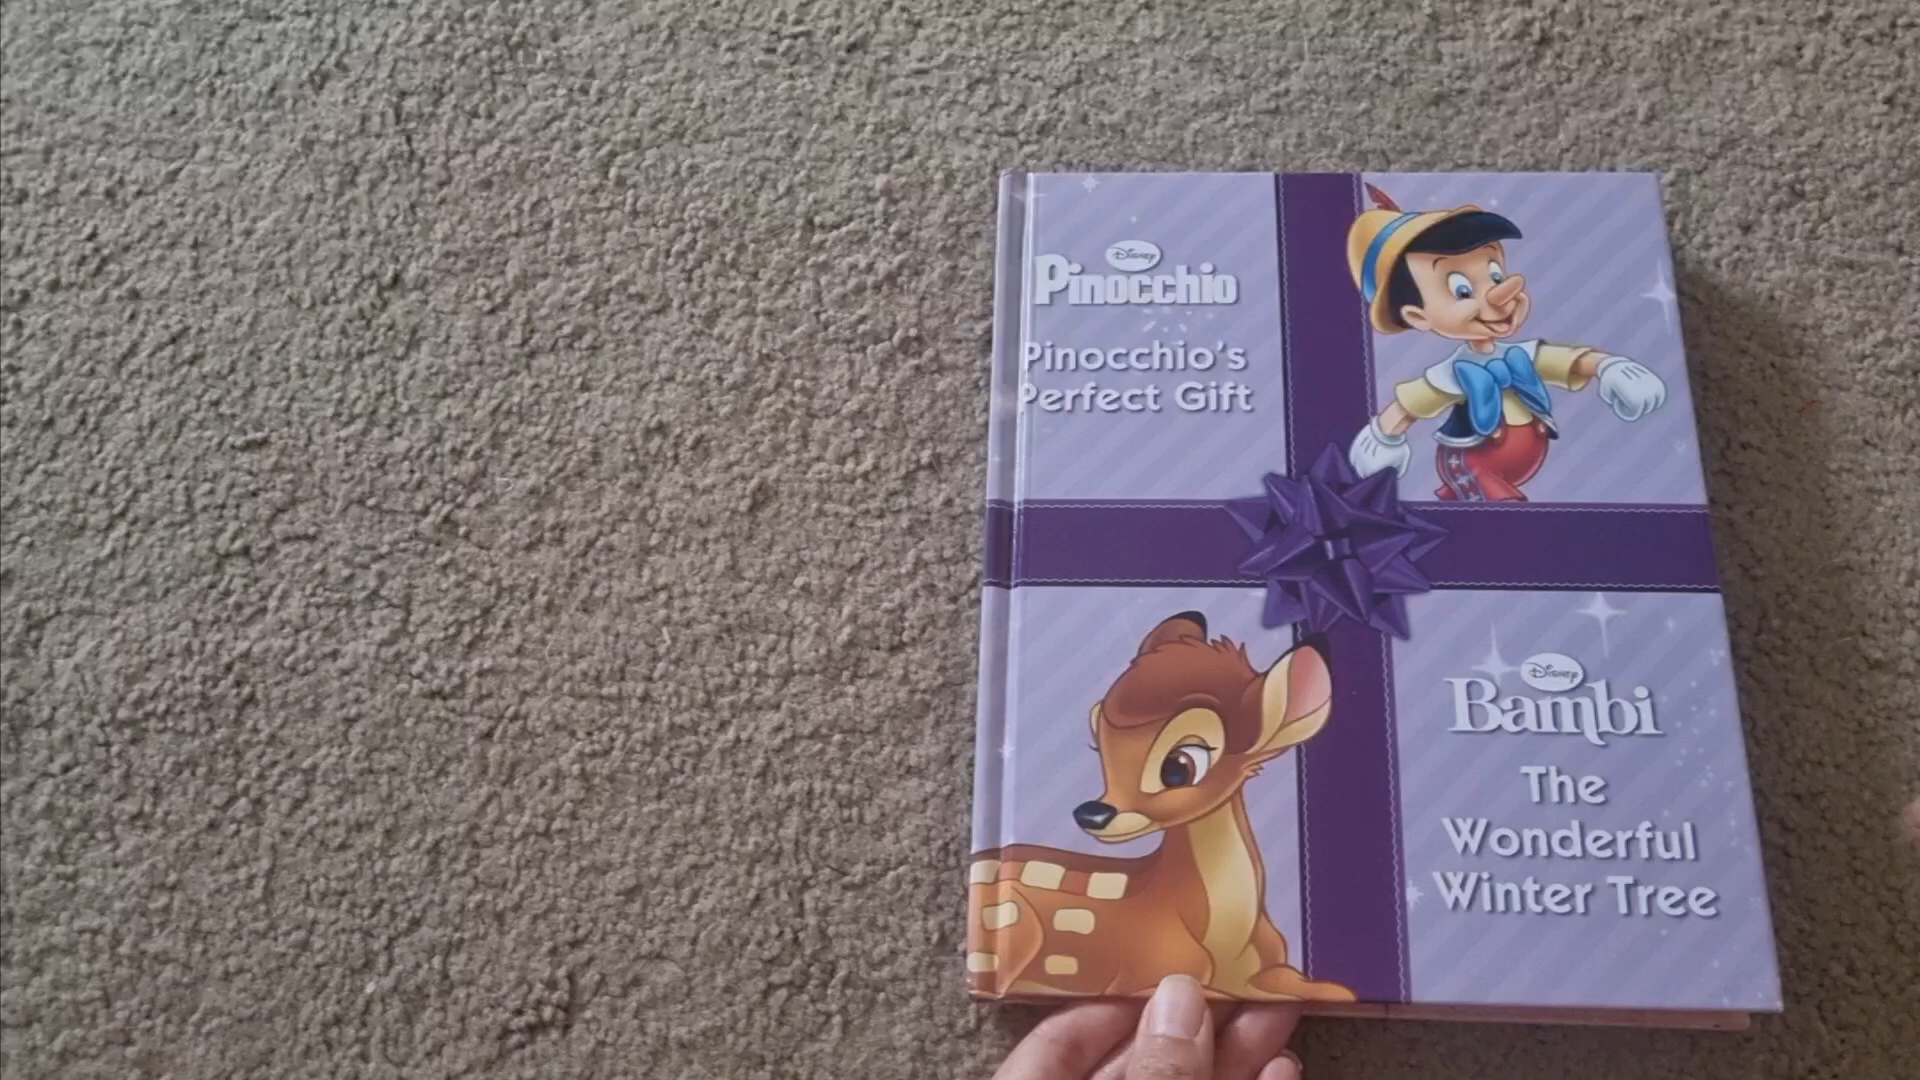 Disney
Pinocchio
Pinocchio's
Perfect Gift
Disney
Bambi
The
Wonderful
Winter Tree